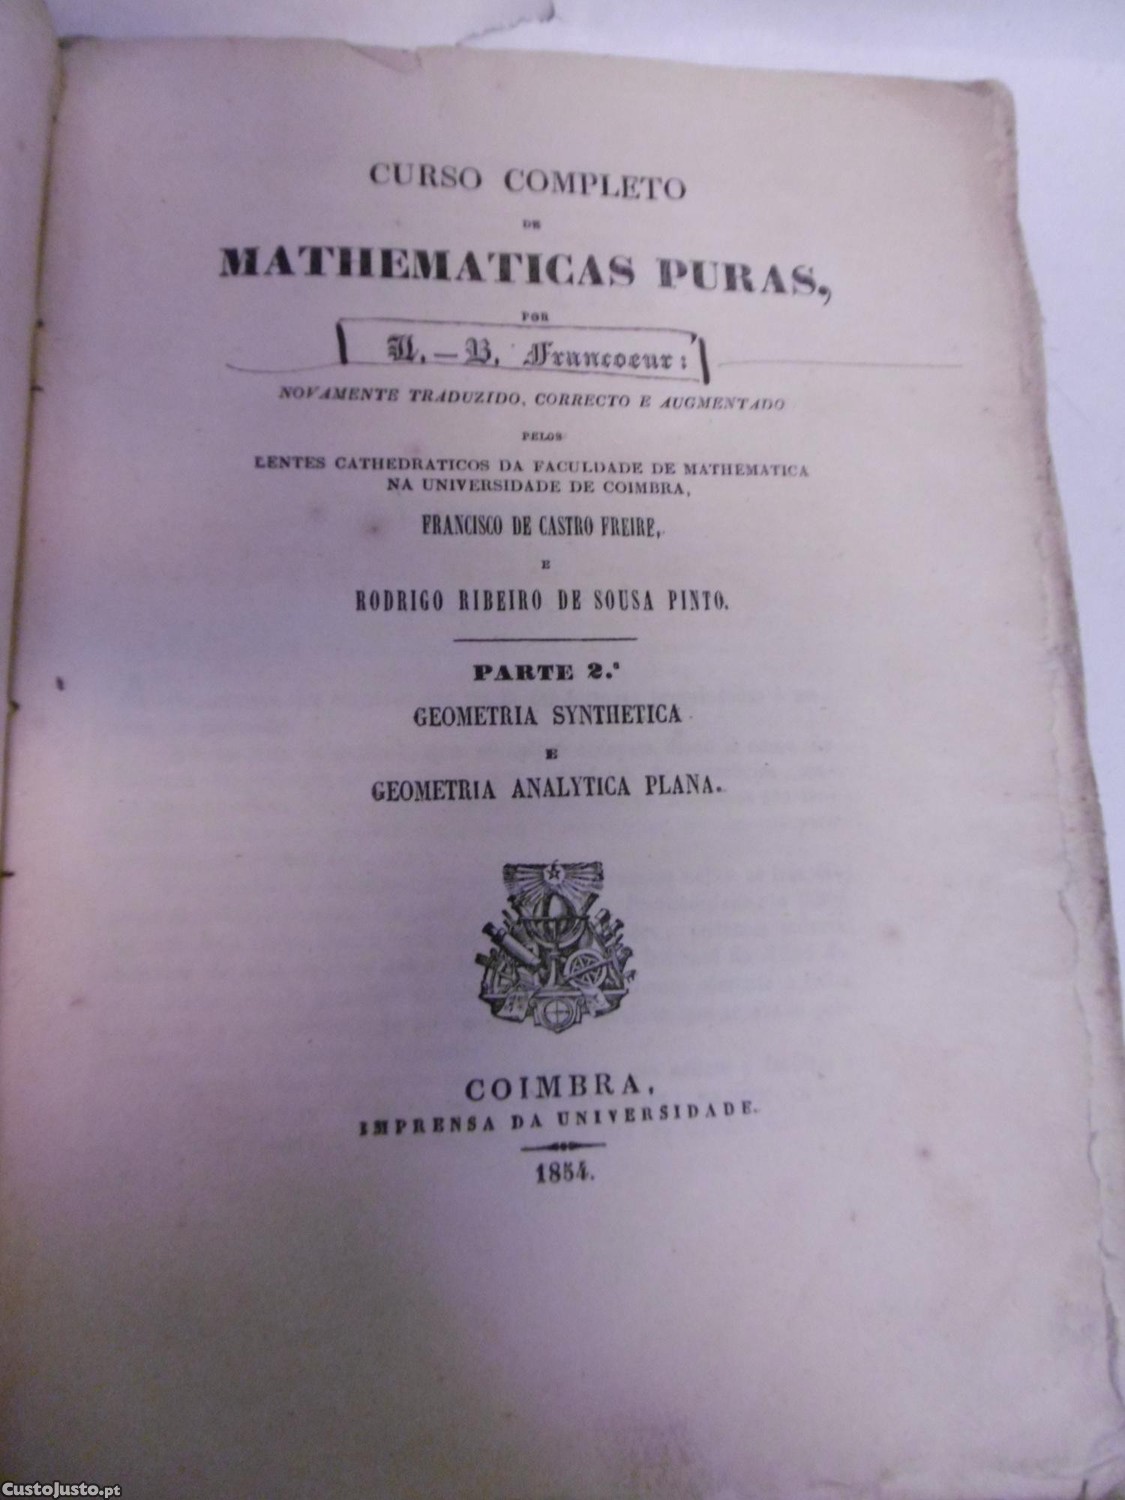 CURSO COMPLETO
DE
MATHEMATICAS PURAS,
POR
L.-B. Francoeur:
NOVAMENTE TRADUZIDO, CORRECTO E AUGMENTADO
PELOS
LENTES CATHEDRATICOS DA FACULDADE DE MATHEMATICA
NA UNIVERSIDADE DE COIMBRA,
FRANCISCO DE CASTRO FREIRE,
E
RODRIGO RIBEIRO DE SOUSA PINTO.
PARTE 2.ª
GEOMETRIA SYNTHETICA
E
GEOMETRIA ANALYTICA PLANA.
COIMBRA,
IMPRENSA DA UNIVERSIDADE.
1854.
CustoJusto.pt